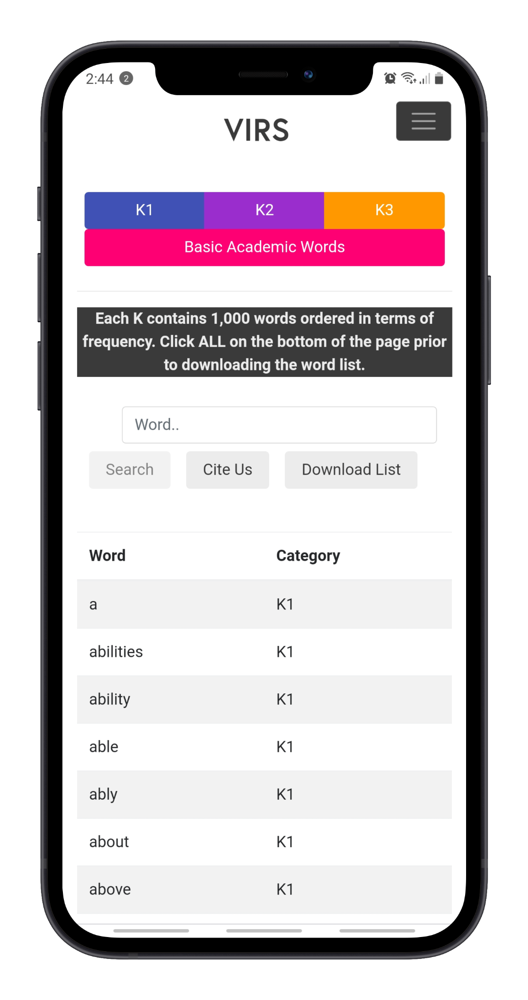 2:44 2
VIRS
K1 K2 K3
Basic Academic Words
Each K contains 1,000 words ordered in terms of
frequency. Click ALL on the bottom of the page prior
to downloading the word list.
Word..
Search Cite Us Download List
Word Category
a K1
abilities K1
ability K1
able K1
ably K1
about K1
above K1